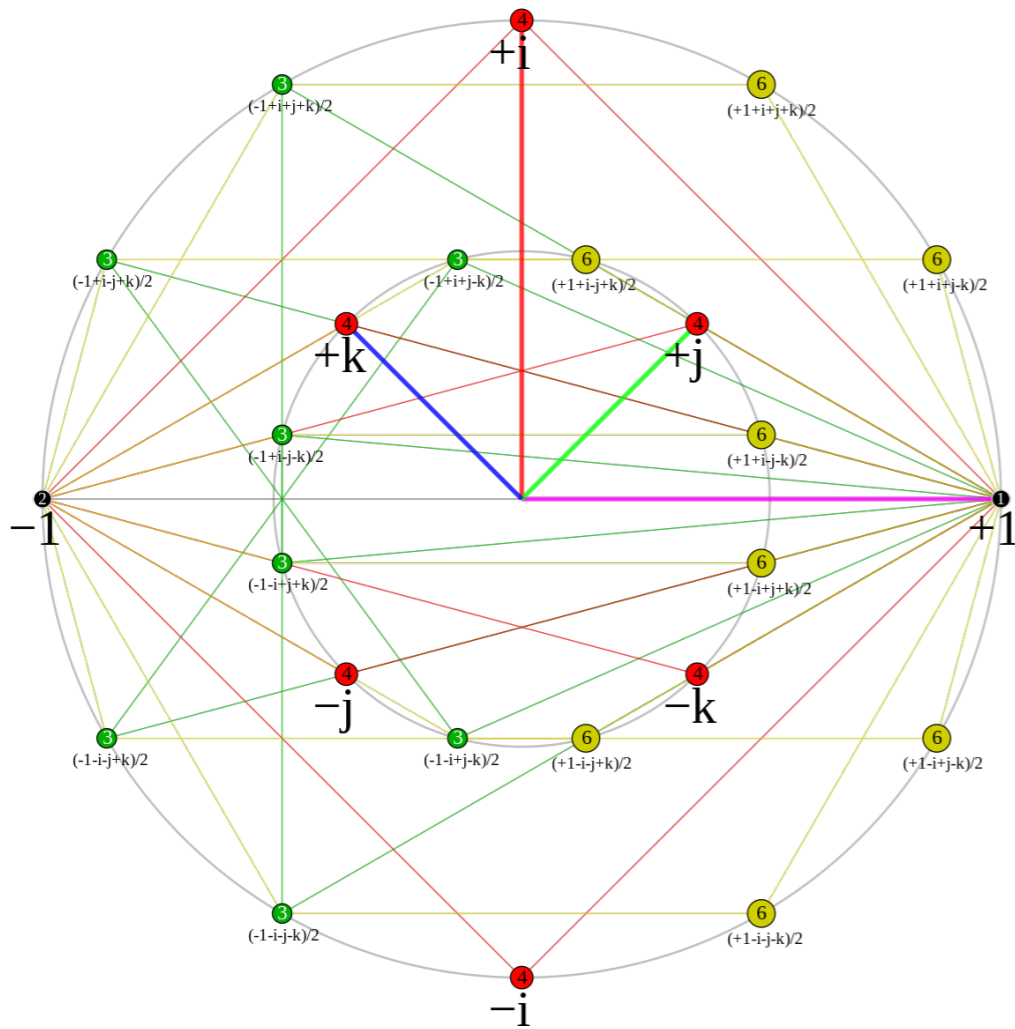 4
+i
3
6
(-1+i+j+k)/2
(+1+i+j+k)/2
3
3
6
6
(-1+i-j+k)/2
(-1+i+j-k)/2
(+1+i-j+k)/2
(+1+i+j-k)/2
4
4
+k
+j
3
6
(-1+i-j-k)/2
(+1+i-j-k)/2
2
1
−1
+1
3
6
(-1-i+j+k)/2
(+1-i+j+k)/2
4
4
−j
−k
3
3
6
6
(-1-i-j+k)/2
(-1-i+j-k)/2
(+1-i-j+k)/2
(+1-i+j-k)/2
3
6
(-1-i-j-k)/2
(+1-i-j-k)/2
4
−i